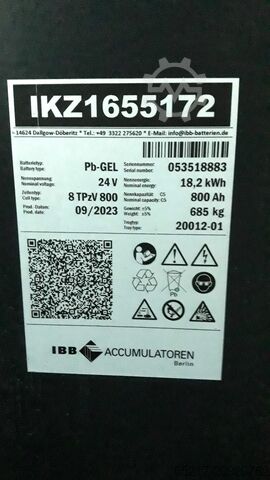 IKZ1655172
- 14624 Dallgow-Döberitz * Tel.: +49 3322 275620 * E-Mail: info@ibb-batterien.de
Batterietyp: Battery type: Pb-GEL
Seriennummer: Serial number: 053518883
Nennspannung: Nominal voltage: 24 V
Nennenergie: Nominal energy: 18,2 kWh
Zellentyp: Cell type: 8 TPzV 800
Nennkapazität C5 Nominal capacity: C5 800 Ah
Prod. Datum: Prod. Date: 09/2023
Gewicht: ±5% Weight: ±5% 685 kg
Trogtyp: Tray type: 20012-01
Pb
IBB ACCUMULATOREN
Berlin